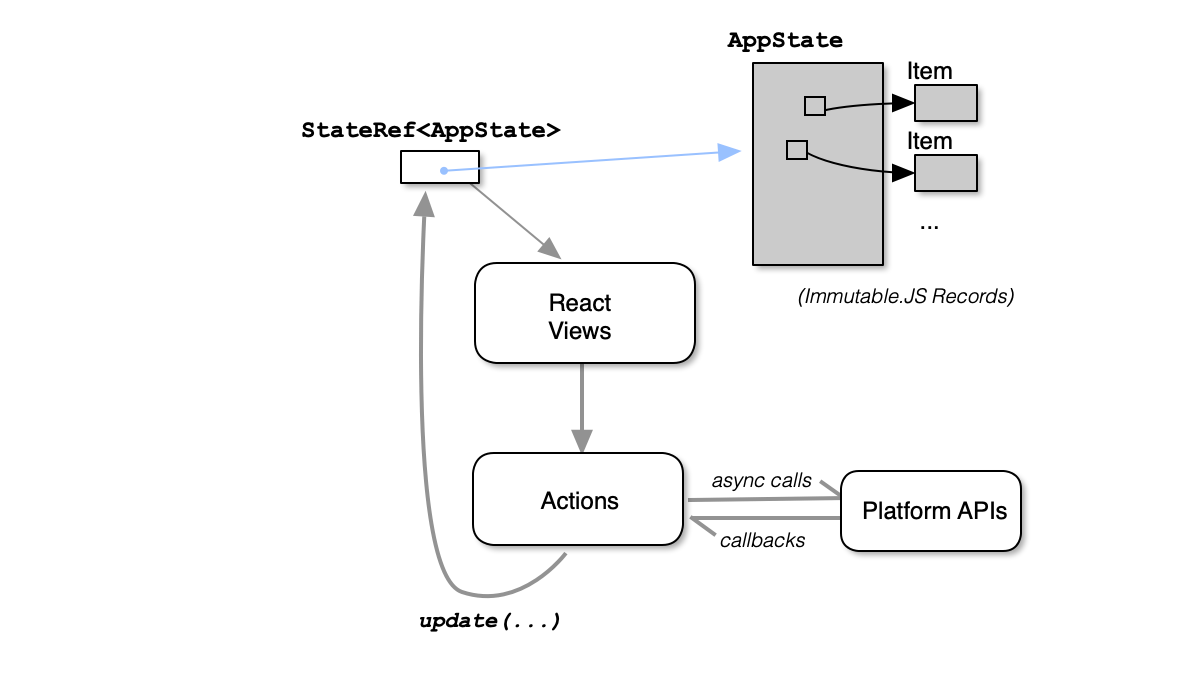 AppState
Item
StateRef<AppState>
Item
...
(Immutable.JS Records)
React
Views
async calls
Actions
Platform APIs
callbacks
update(...)